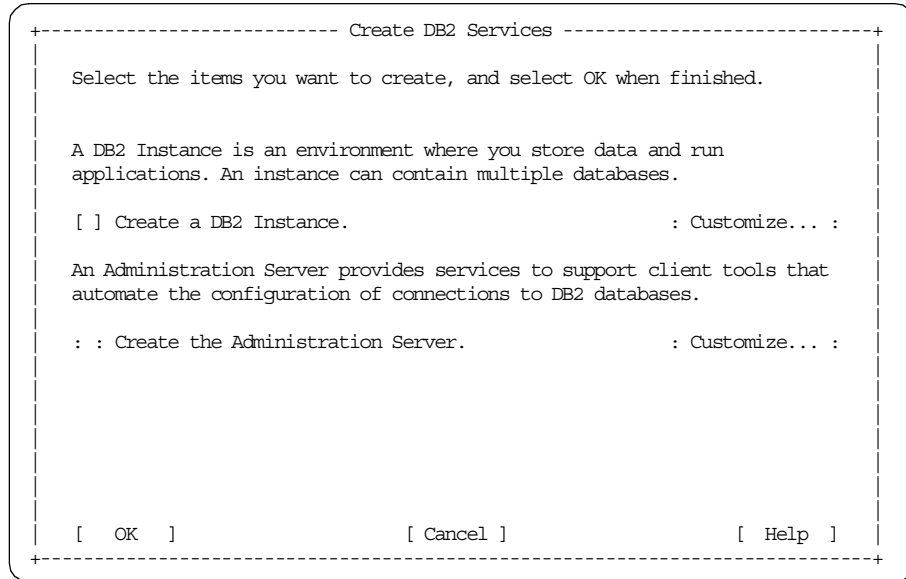 Create DB2 Services
Select the items you want to create, and select OK when finished.
A DB2 Instance is an environment where you store data and run
applications. An instance can contain multiple databases.
[ ] Create a DB2 Instance. : Customize... :
An Administration Server provides services to support client tools that
automate the configuration of connections to DB2 databases.
: : Create the Administration Server. : Customize... :
[ OK ] [ Cancel ] [ Help ]